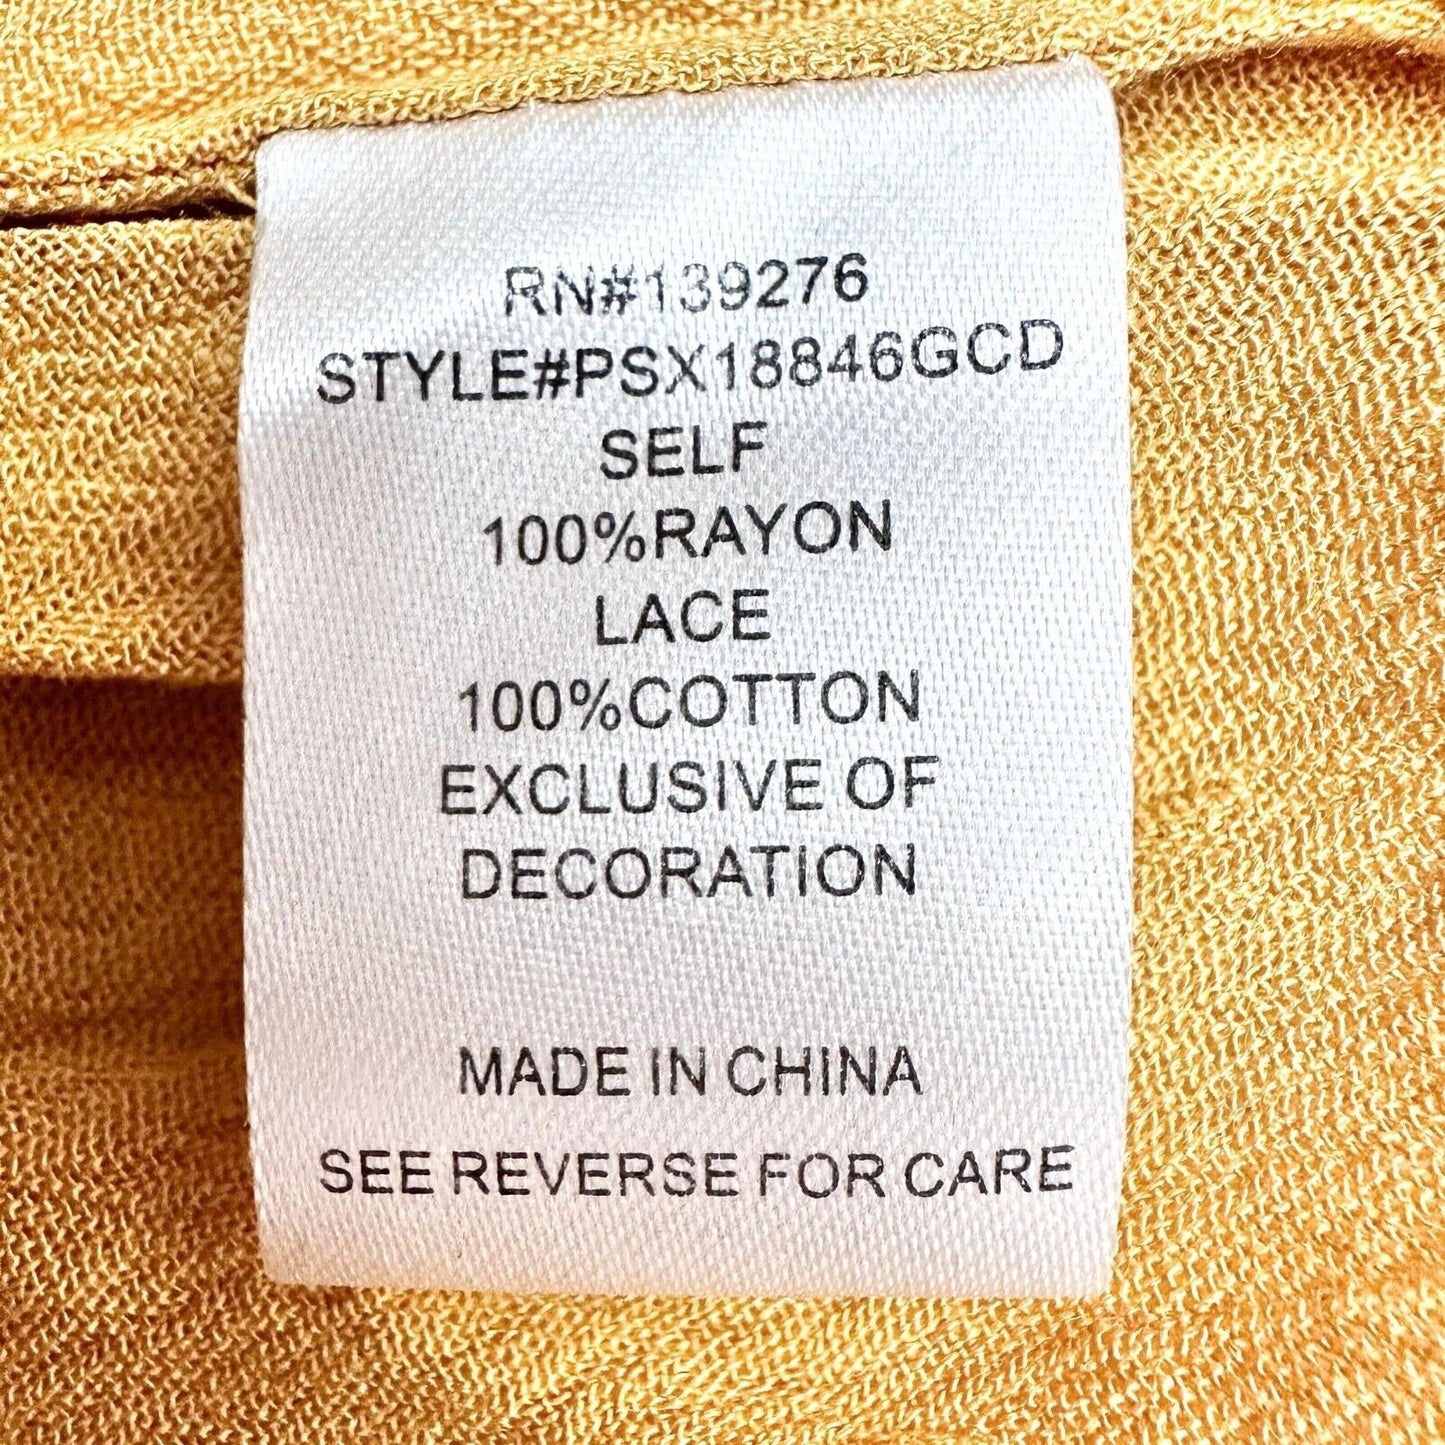 RN#139276
STYLE#PSX18846GCD
SELF
100%RAYON
LACE
100%COTTON
EXCLUSIVE OF
DECORATION
MADE IN CHINA
SEE REVERSE FOR CARE